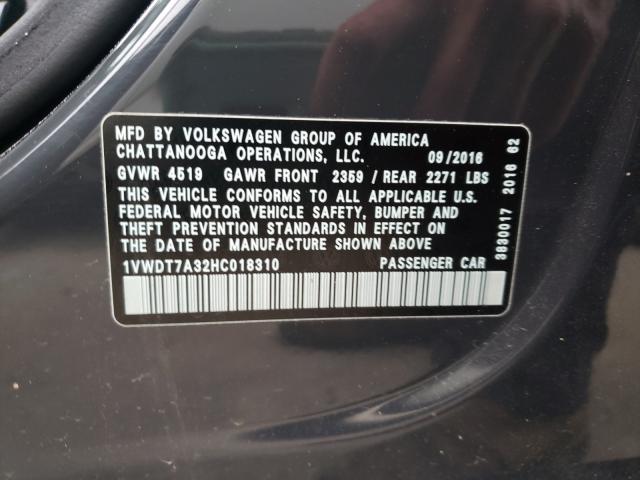 MFD BY VOLKSWAGEN GROUP OF AMERICA
CHATTANOOGA OPERATIONS, LLC. 09/2016
GVWR 4519 GAWR FRONT 2359 / REAR 2271 LBS
THIS VEHICLE CONFORMS TO ALL APPLICABLE U.S.
FEDERAL MOTOR VEHICLE SAFETY, BUMPER AND
THEFT PREVENTION STANDARDS IN EFFECT ON
THE DATE OF MANUFACTURE SHOWN ABOVE
1VWDT7A32HC018310 PASSENGER CAR
3830017 2016 62